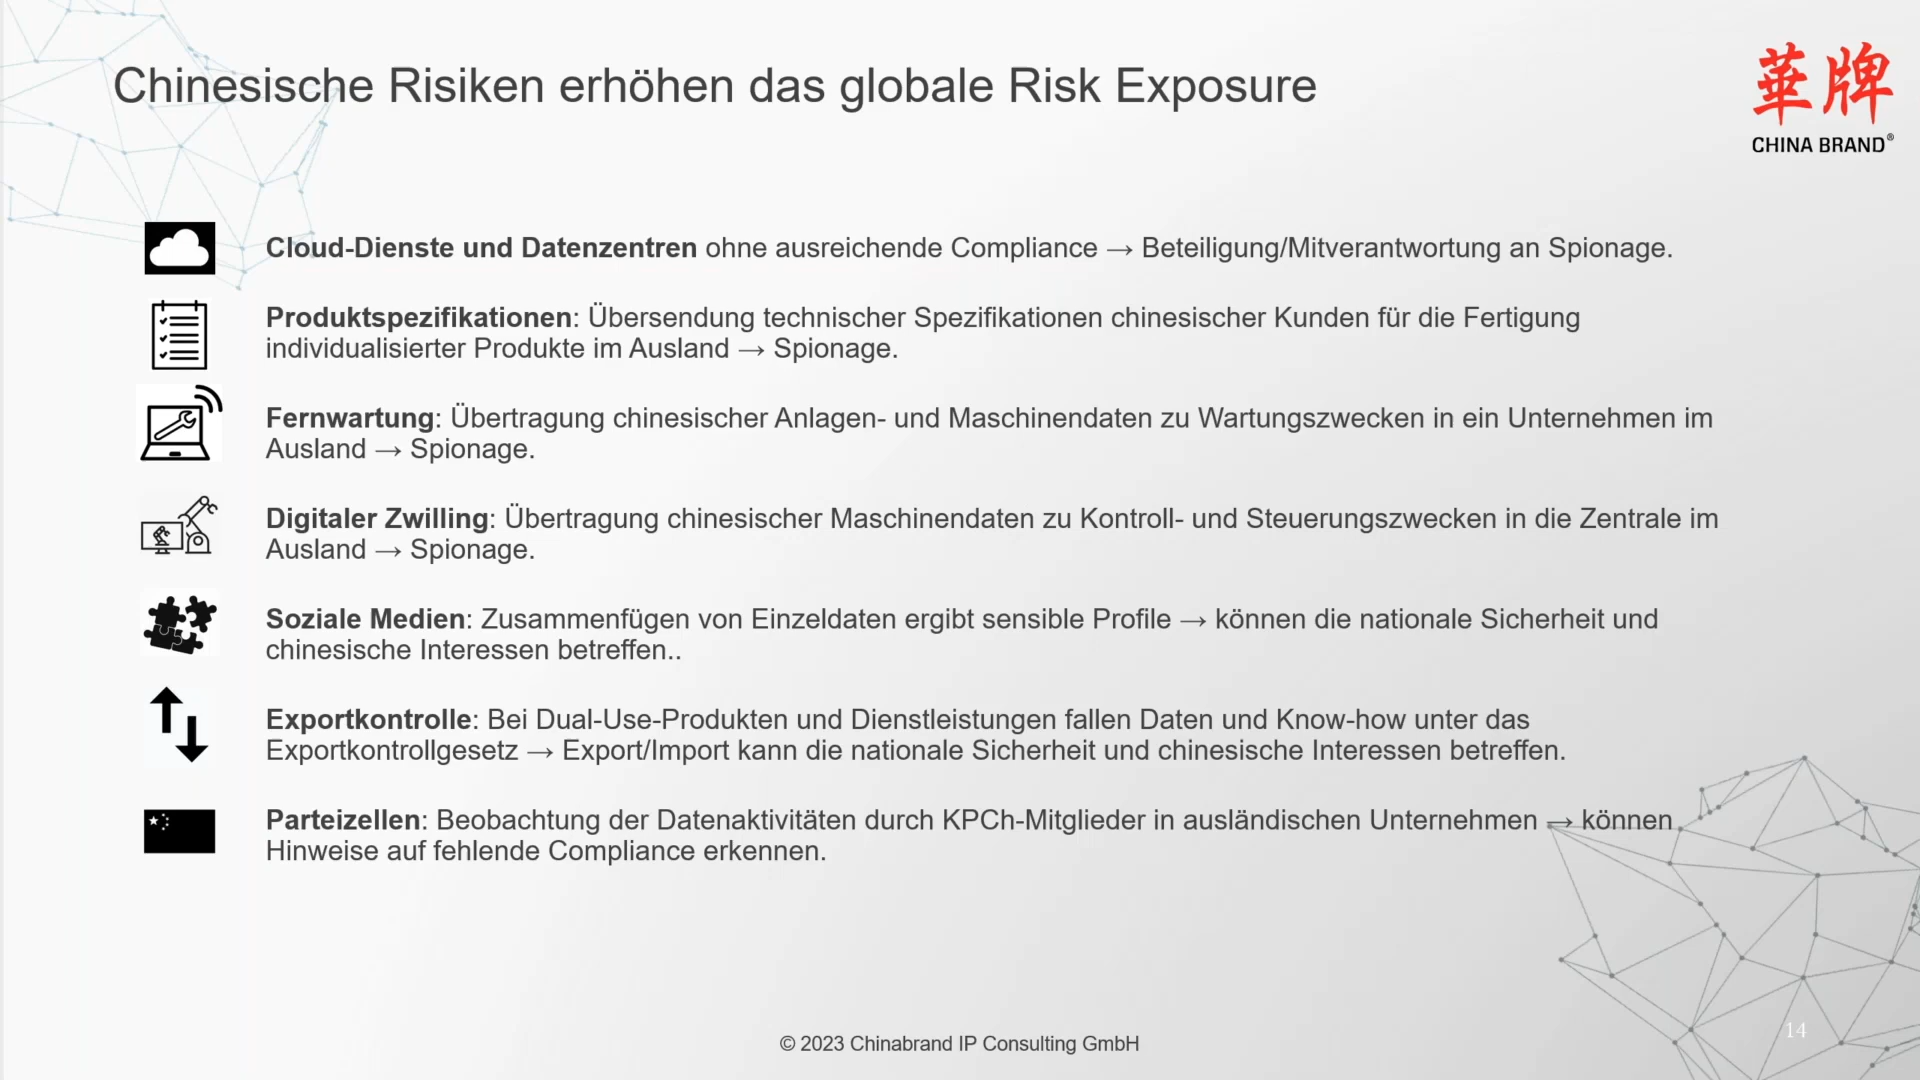 Chinesische Risiken erhöhen das globale Risk Exposure
華牌
CHINA BRAND®
Cloud-Dienste und Datenzentren ohne ausreichende Compliance → Beteiligung/Mitverantwortung an Spionage.
Produktspezifikationen: Übersendung technischer Spezifikationen chinesischer Kunden für die Fertigung
individualisierter Produkte im Ausland → Spionage.
Fernwartung: Übertragung chinesischer Anlagen- und Maschinendaten zu Wartungszwecken in ein Unternehmen im
Ausland → Spionage.
Digitaler Zwilling: Übertragung chinesischer Maschinendaten zu Kontroll- und Steuerungszwecken in die Zentrale im
Ausland → Spionage.
Soziale Medien: Zusammenfügen von Einzeldaten ergibt sensible Profile → können die nationale Sicherheit und
chinesische Interessen betreffen..
Exportkontrolle: Bei Dual-Use-Produkten und Dienstleistungen fallen Daten und Know-how unter das
Exportkontrollgesetz → Export/Import kann die nationale Sicherheit und chinesische Interessen betreffen.
Parteizellen: Beobachtung der Datenaktivitäten durch KPCh-Mitglieder in ausländischen Unternehmen → können
Hinweise auf fehlende Compliance erkennen.
© 2023 Chinabrand IP Consulting GmbH
14